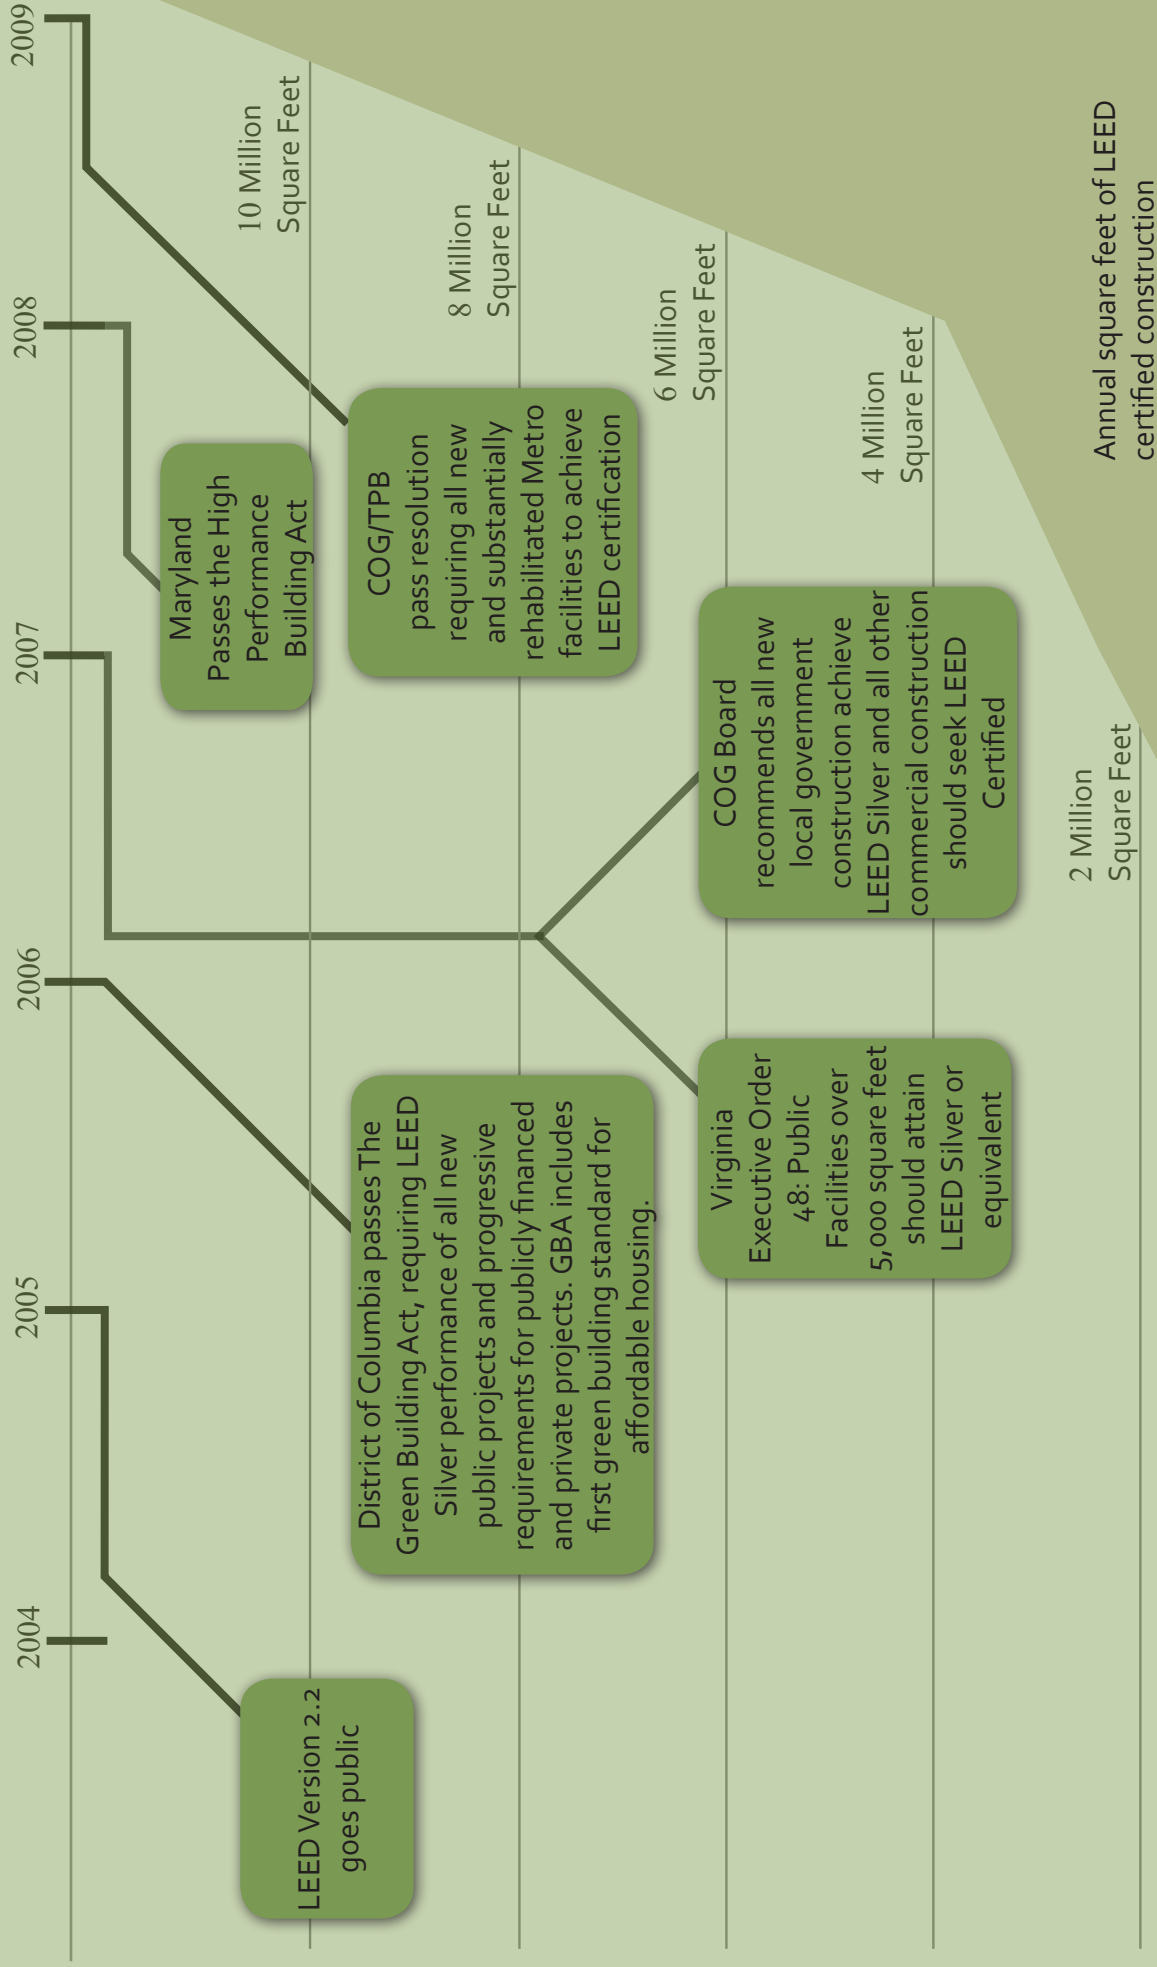 2004
2005
2006
2007
2008
2009
LEED Version 2.2
goes public
District of Columbia passes The
Green Building Act, requiring LEED
Silver performance of all new
public projects and progressive
requirements for publicly financed
and private projects. GBA includes
first green building standard for
affordable housing.
Virginia
Executive Order
48: Public
Facilities over
5,000 square feet
should attain
LEED Silver or
equivalent
COG Board
recommends all new
local government
construction achieve
LEED Silver and all other
commercial construction
should seek LEED
Certified
Maryland
Passes the High
Performance
Building Act
COG/TPB
pass resolution
requiring all new
and substantially
rehabilitated Metro
facilities to achieve
LEED certification
10 Million
Square Feet
8 Million
Square Feet
6 Million
Square Feet
4 Million
Square Feet
2 Million
Square Feet
Annual square feet of LEED
certified construction